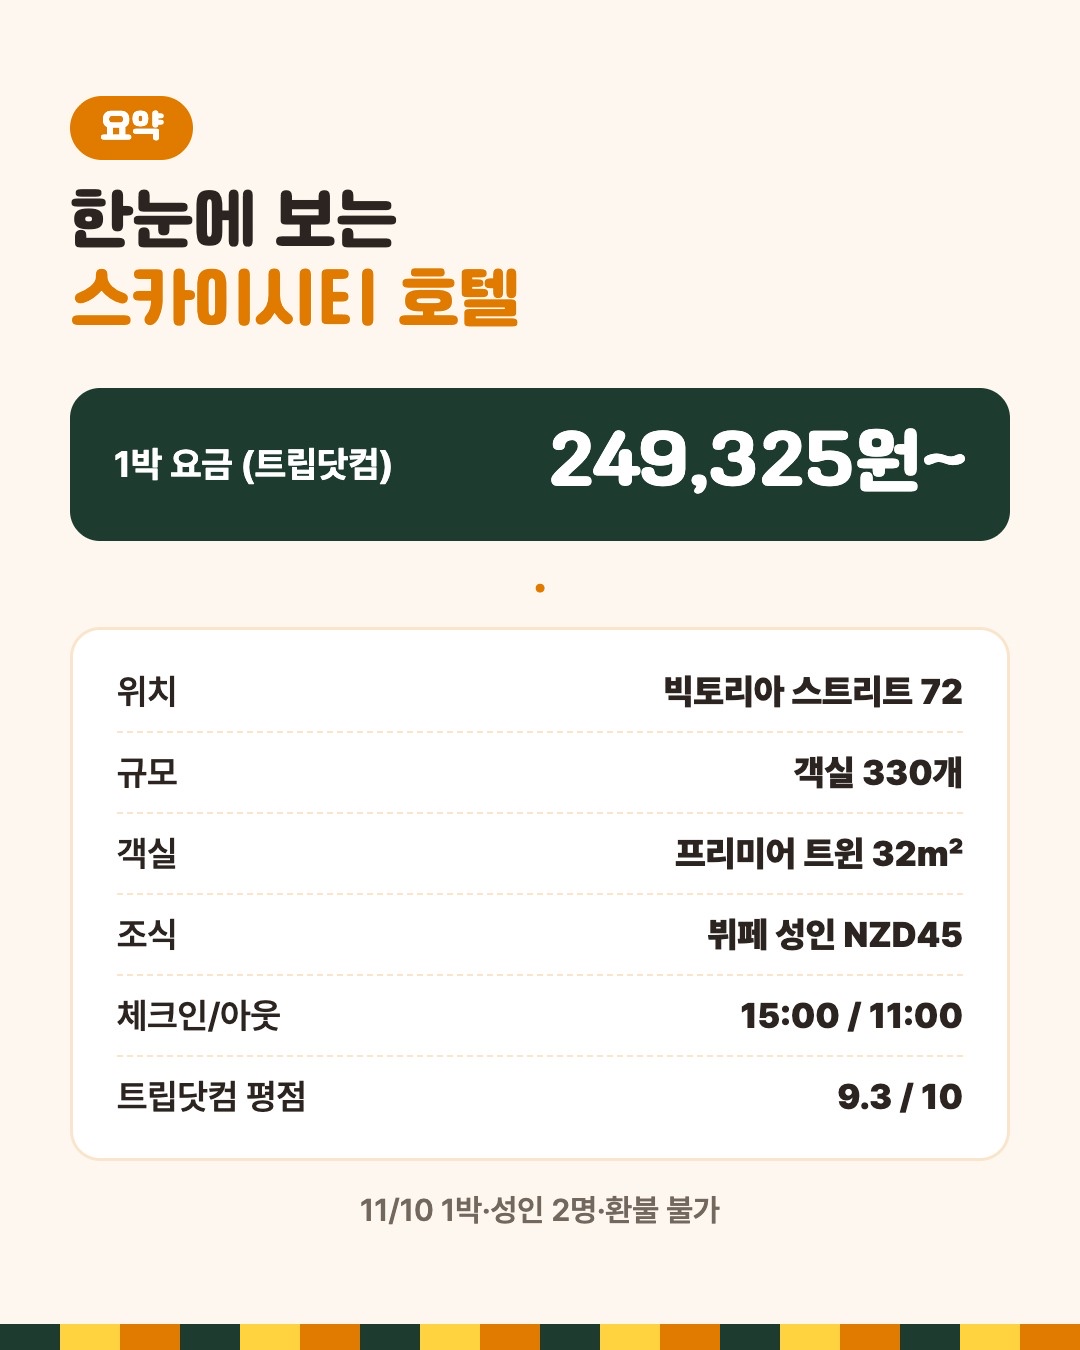 요약
한눈에 보는
스카이시티 호텔
1박 요금 (트립닷컴) 249,325원~
위치 빅토리아 스트리트 72
규모 객실 330개
객실 프리미어 트윈 32m²
조식 뷔페 성인 NZD45
체크인/아웃 15:00 / 11:00
트립닷컴 평점 9.3 / 10
11/10 1박·성인 2명·환불 불가